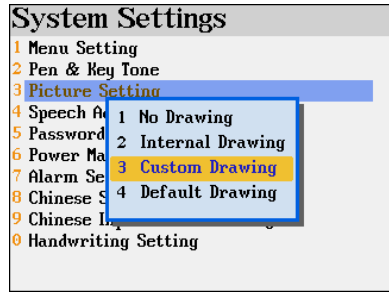 System Settings
1 Menu Setting
2 Pen & Key Tone
3 Picture Setting
4 Speech
5 Password
6 Power
7 Alarm
8 Chinese
9 Chinese
0 Handwriting Setting
1 No Drawing
2 Internal Drawing
3 Custom Drawing
4 Default Drawing